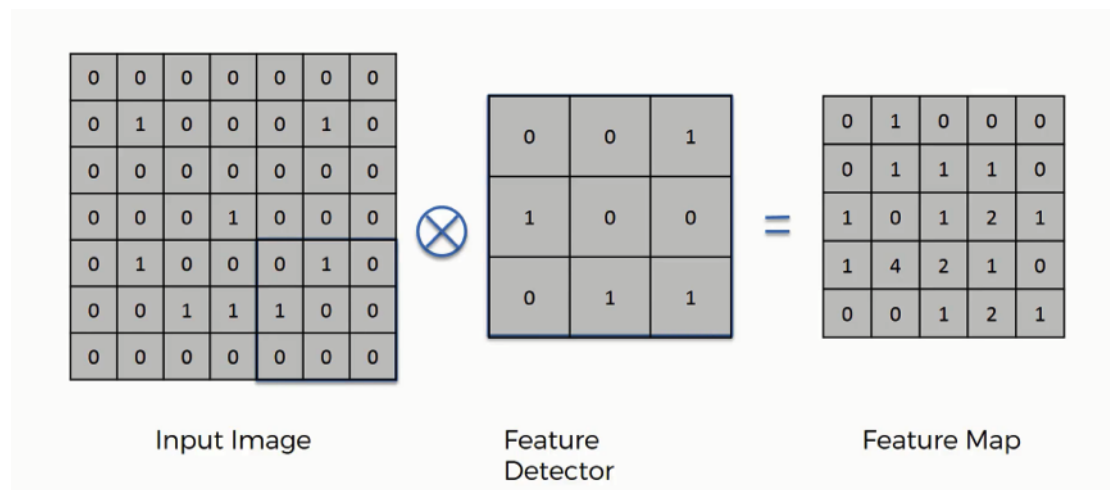 0 0 0 0 0 0 0
0 1 0 0 0 1 0
0 0 0 0 0 0 0
0 0 0 1 0 0 0
0 1 0 0 0 1 0
0 0 1 1 1 0 0
0 0 0 0 0 0 0
Input Image
0 0 1
1 0 0
0 1 1
Feature
Detector
=
0 1 0 0 0
0 1 1 1 0
1 0 1 2 1
1 4 2 1 0
0 0 1 2 1
Feature Map